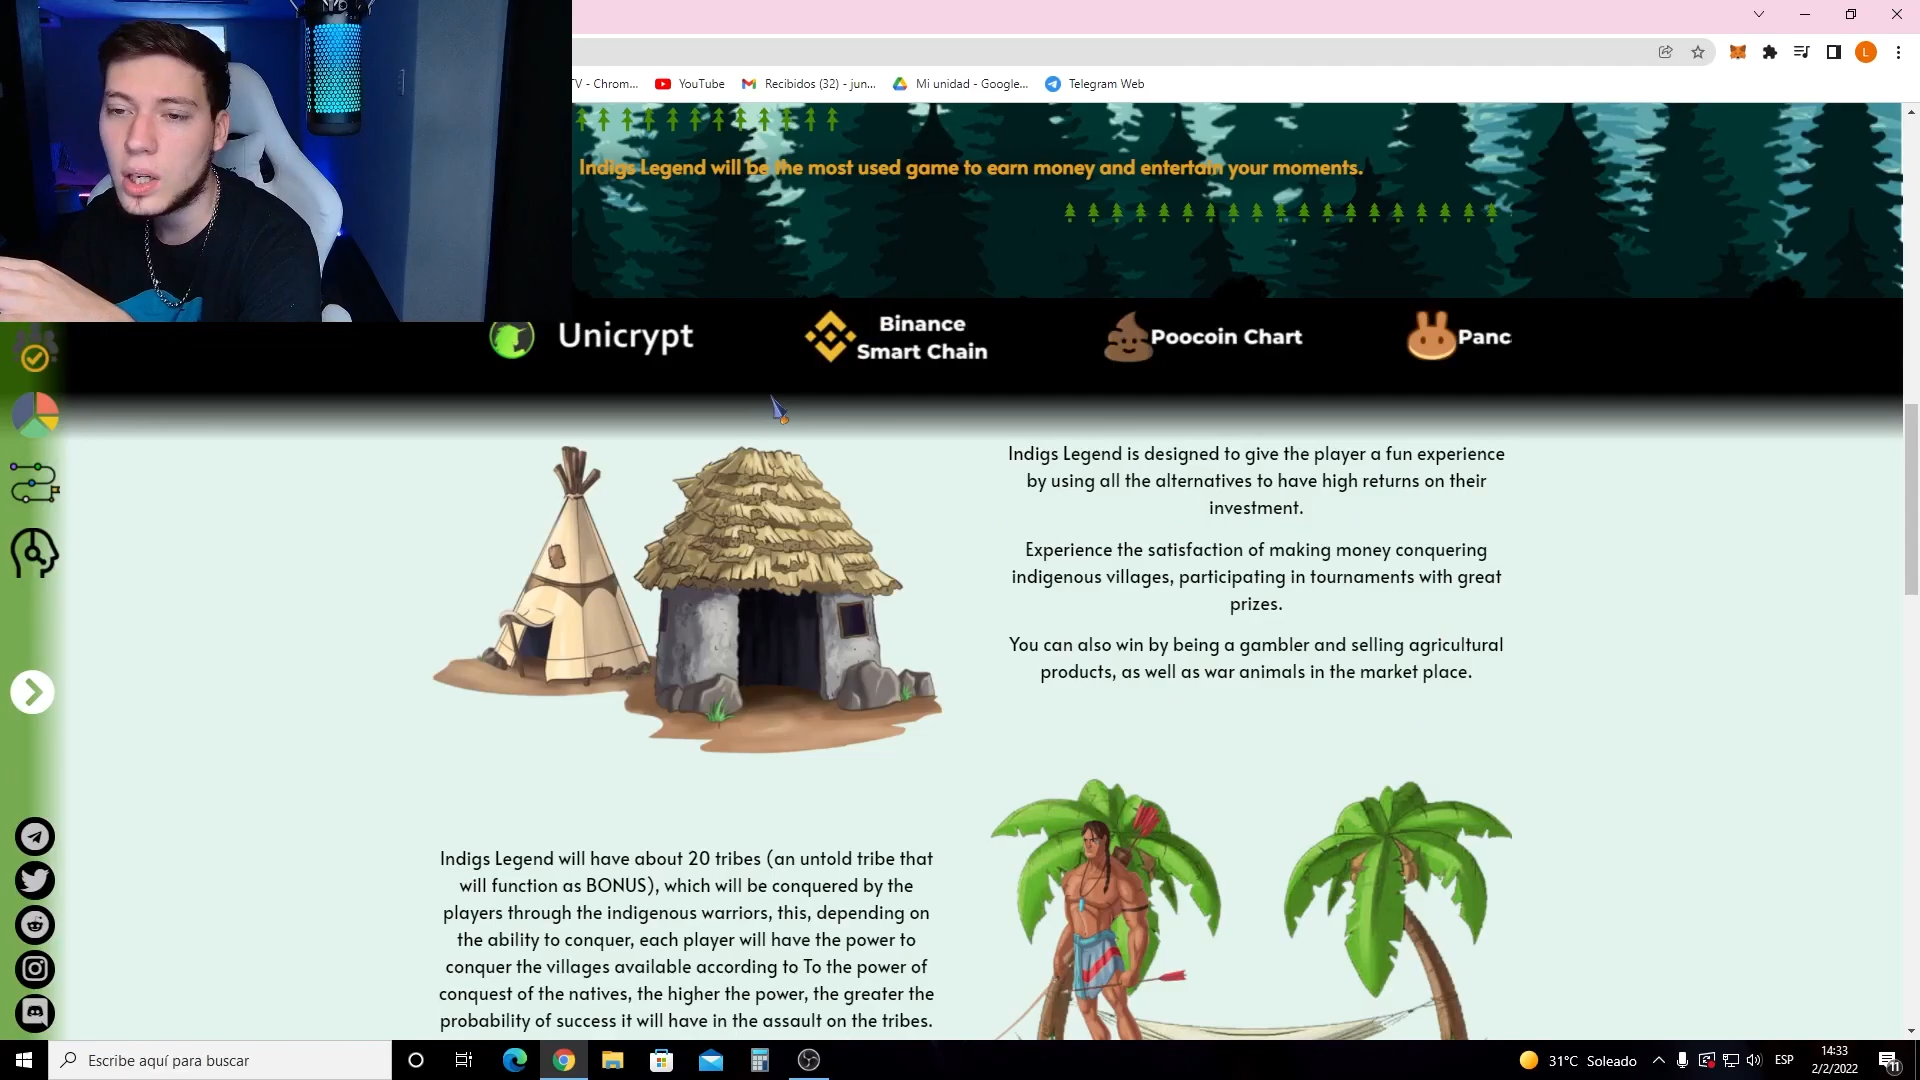 TV - Chrom...
YouTube
Recibidos (32) - jun...
Mi unidad - Google...
Telegram Web
L
Indigs Legend will be the most used game to earn money and entertain your moments.
Unicrypt
Binance
Smart Chain
Poocoin Chart
Panc
Indigs Legend is designed to give the player a fun experience
by using all the alternatives to have high returns on their
investment.
Experience the satisfaction of making money conquering
indigenous villages, participating in tournaments with great
prizes.
You can also win by being a gambler and selling agricultural
products, as well as war animals in the market place.
Indigs Legend will have about 20 tribes (an untold tribe that
will function as BONUS), which will be conquered by the
players through the indigenous warriors, this, depending on
the ability to conquer, each player will have the power to
conquer the villages available according to To the power of
conquest of the natives, the higher the power, the greater the
probability of success it will have in the assault on the tribes.
Escribe aquí para buscar
31°C Soleado
ESP
14:33
2/2/2022
11